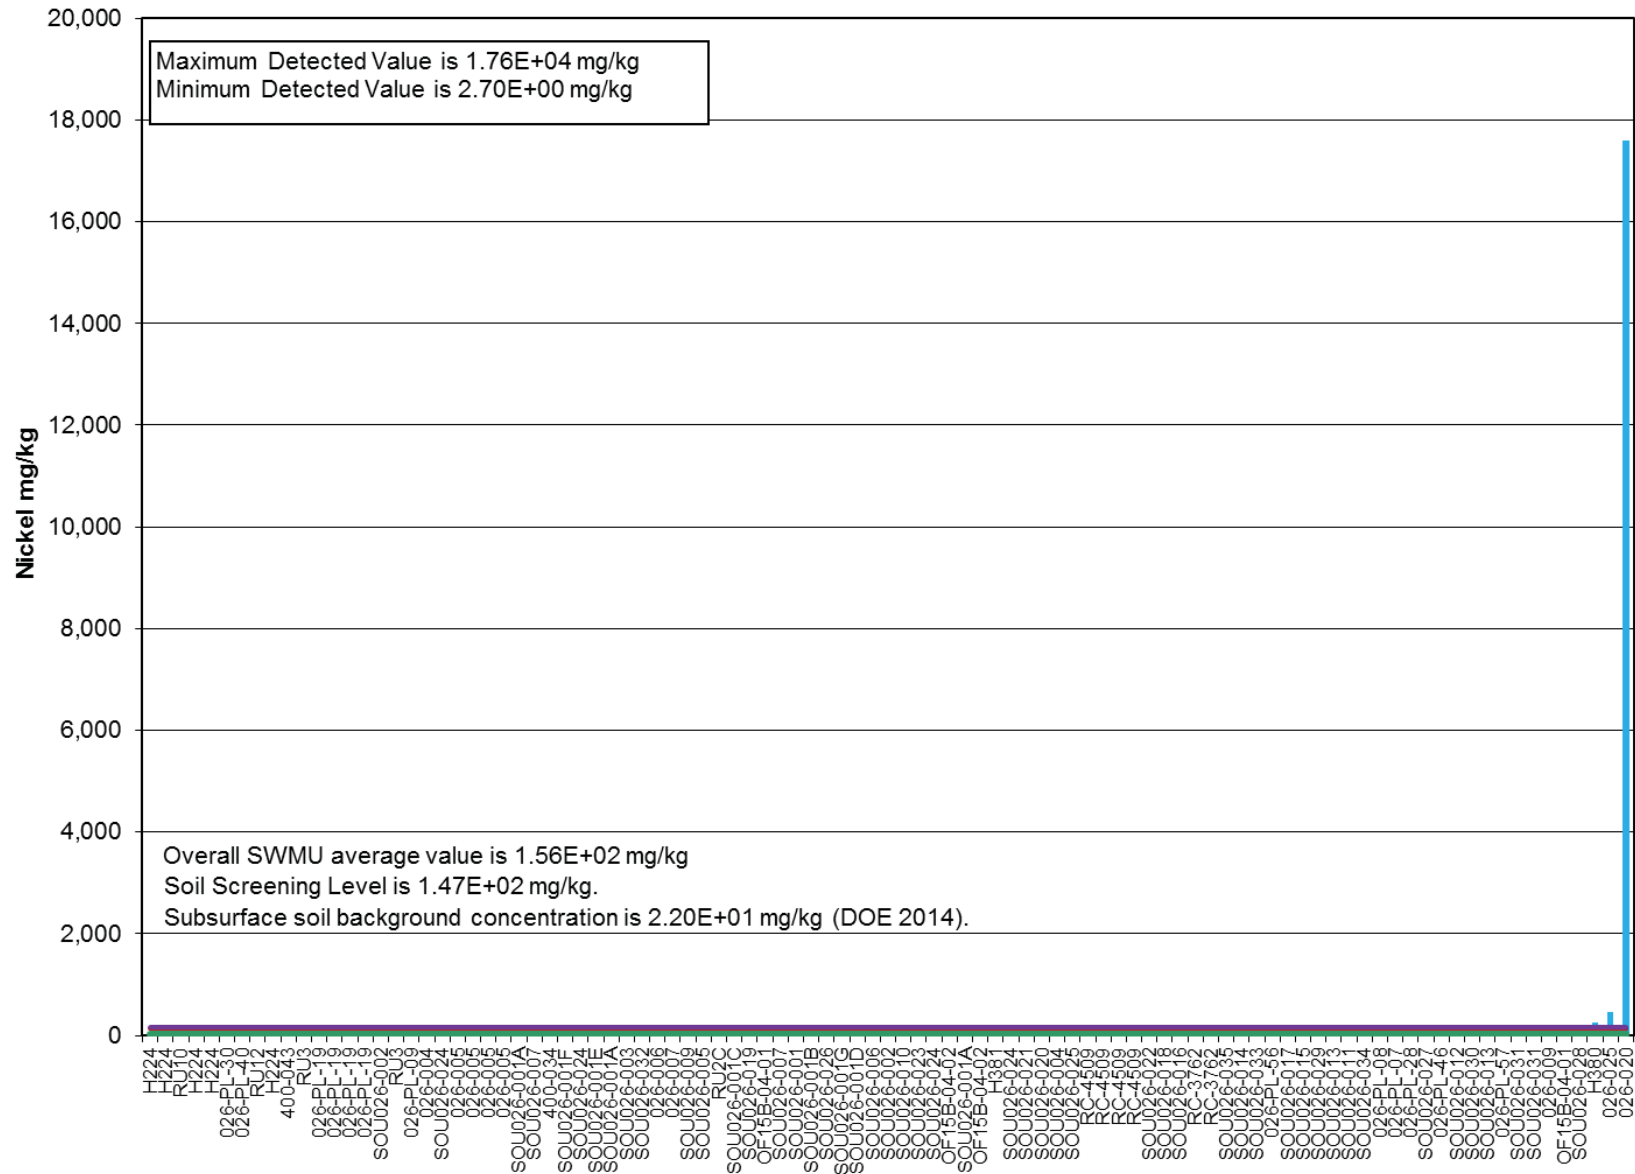 20,000
Maximum Detected Value is 1.76E+04 mg/kg
Minimum Detected Value is 2.70E+00 mg/kg
18,000
16,000
14,000
12,000
10,000
8,000
6,000
4,000
2,000
0
Nickel mg/kg
Overall SWMU average value is 1.56E+02 mg/kg
Soil Screening Level is 1.47E+02 mg/kg.
Subsurface soil background concentration is 2.20E+01 mg/kg (DOE 2014).
H224
H224
RU10
H224
H224
026-PL-30
026-PL-40
RU12
H224
400-043
RU3
026-PL-19
026-PL-19
026-PL-19
026-PL-19
SOU026-002
RU3
026-PL-09
026-004
SOU026-024
026-005
026-005
026-005
026-005
SOU026-001A
SOU026-007
400-034
SOU026-001F
SOU026-024
SOU026-001E
SOU026-001A
SOU026-003
SOU026-032
026-006
026-007
SOU026-009
SOU026-005
RU2C
SOU026-001C
SOU026-019
OF15B-04-01
SOU026-007
SOU026-001
SOU026-001B
SOU026-026
SOU026-001G
SOU026-001D
SOU026-006
SOU026-002
SOU026-010
SOU026-023
SOU026-024
OF15B-04-02
SOU026-001A
OF15B-04-02
H381
SOU026-024
SOU026-021
SOU026-020
SOU026-004
SOU026-025
RC-4509
RC-4509
RC-4509
RC-4509
SOU026-022
SOU026-018
SOU026-016
RC-3762
RC-3762
SOU026-035
SOU026-014
SOU026-033
026-PL-56
SOU026-017
SOU026-015
SOU026-029
SOU026-013
SOU026-011
SOU026-034
026-PL-08
026-PL-07
026-PL-28
SOU026-027
026-PL-46
SOU026-012
SOU026-030
SOU026-013
026-PL-57
SOU026-031
SOU026-031
026-009
OF15B-04-01
SOU026-028
H380
026-025
026-020